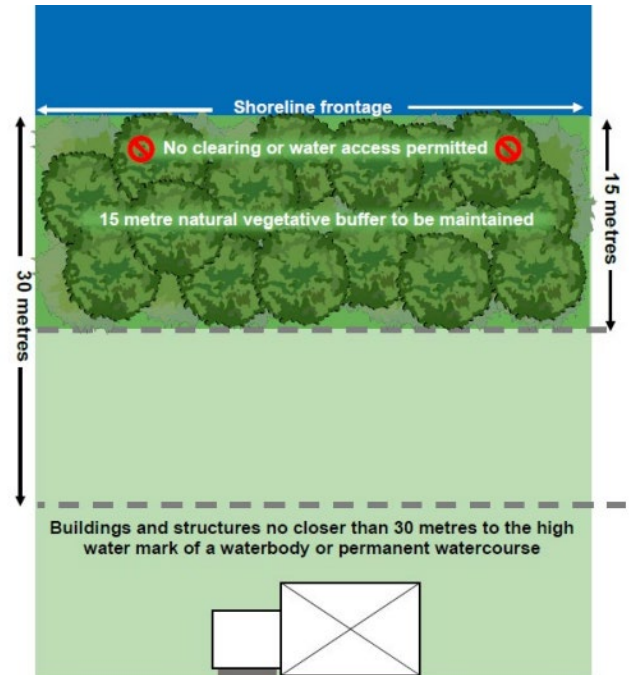 Shoreline frontage
No clearing or water access permitted
15 metre natural vegetative buffer to be maintained
15 metres
30 metres
Buildings and structures no closer than 30 metres to the high
water mark of a waterbody or permanent watercourse